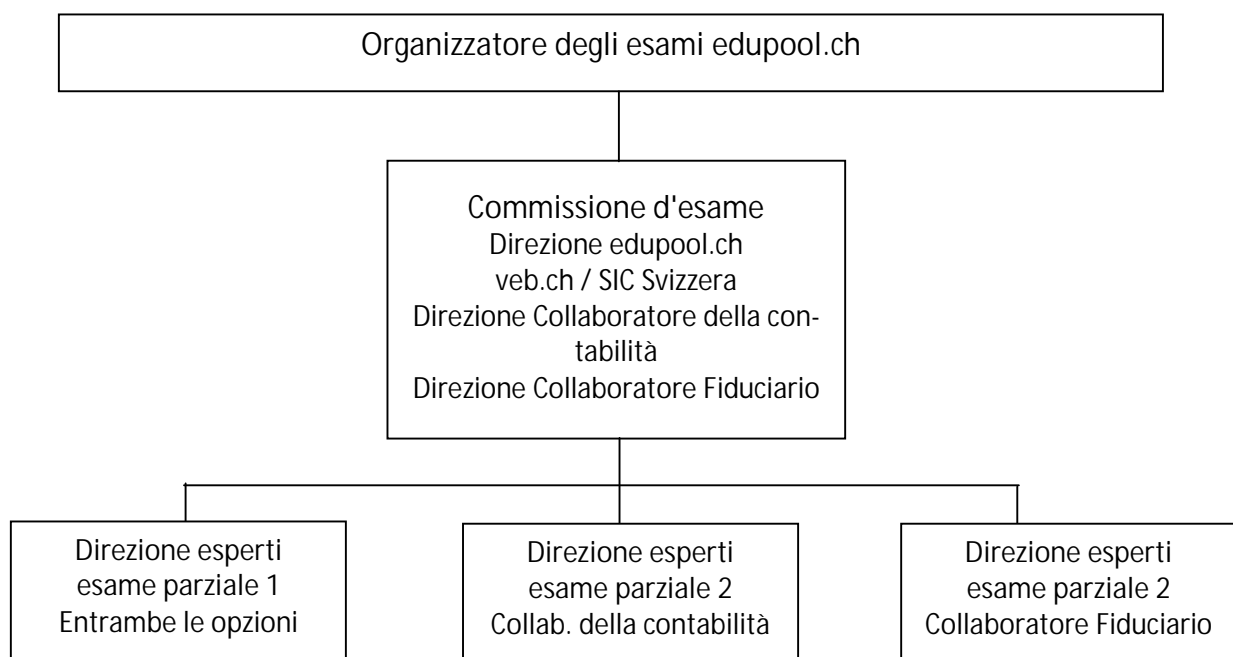 Organizzatore degli esami edupool.ch
Commissione d'esame
Direzione edupool.ch
veb.ch / SIC Svizzera
Direzione Collaboratore della con-
tabilità
Direzione Collaboratore Fiduciario
Direzione esperti
esame parziale 1
Entrambe le opzioni
Direzione esperti
esame parziale 2
Collab. della contabilità
Direzione esperti
esame parziale 2
Collaboratore Fiduciario